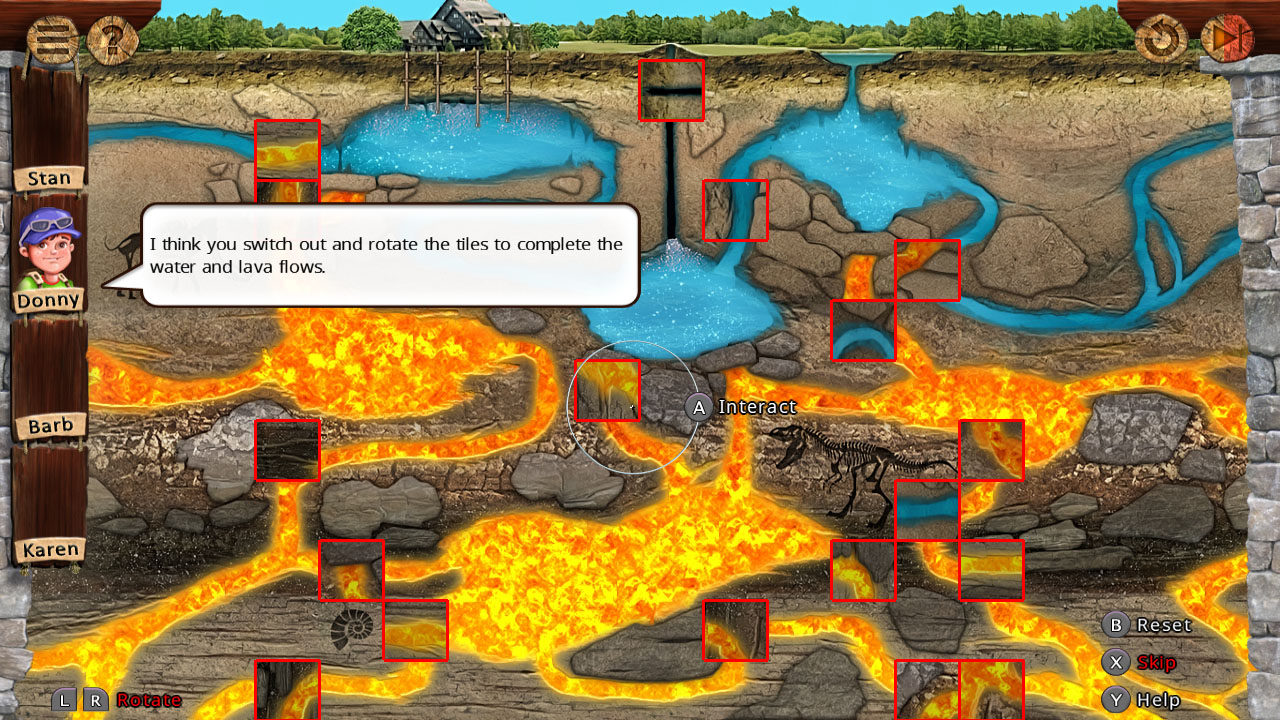 Stan
I think you switch out and rotate the tiles to complete the
water and lava flows.
Donny
A Interact
Barb
Karen
B Reset
X Skip
L R Rotate
Y Help